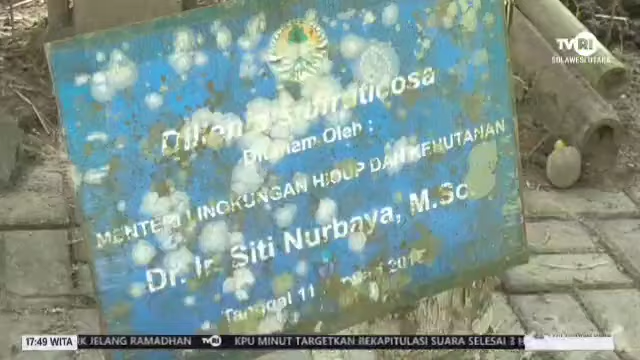 TVRI
SULAWESI UTARA
Ditanam Oleh :
MENTERI LINGKUNGAN HIDUP DAN KEHUTANAN
Dr. Ir. Siti Nurbaya, M.Sc
Tanggal 11
17:49 WITA
K JELANG RAMADHAN TVRI KPU MINUT TARGETKAN REKAPITULASI SUARA SELESAI 3